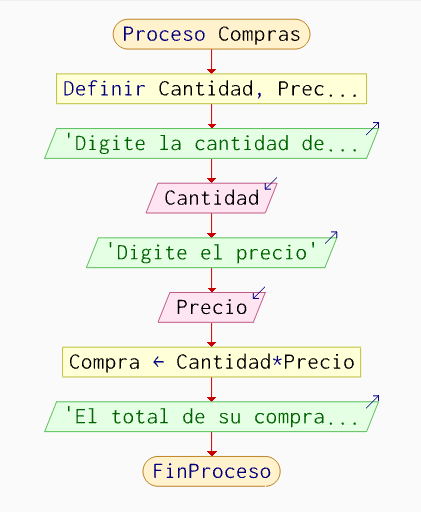 Proceso Compras
Definir Cantidad, Prec...
'Digite la cantidad de...
Cantidad
'Digite el precio'
Precio
Compra ← Cantidad*Precio
'El total de su compra...
FinProceso